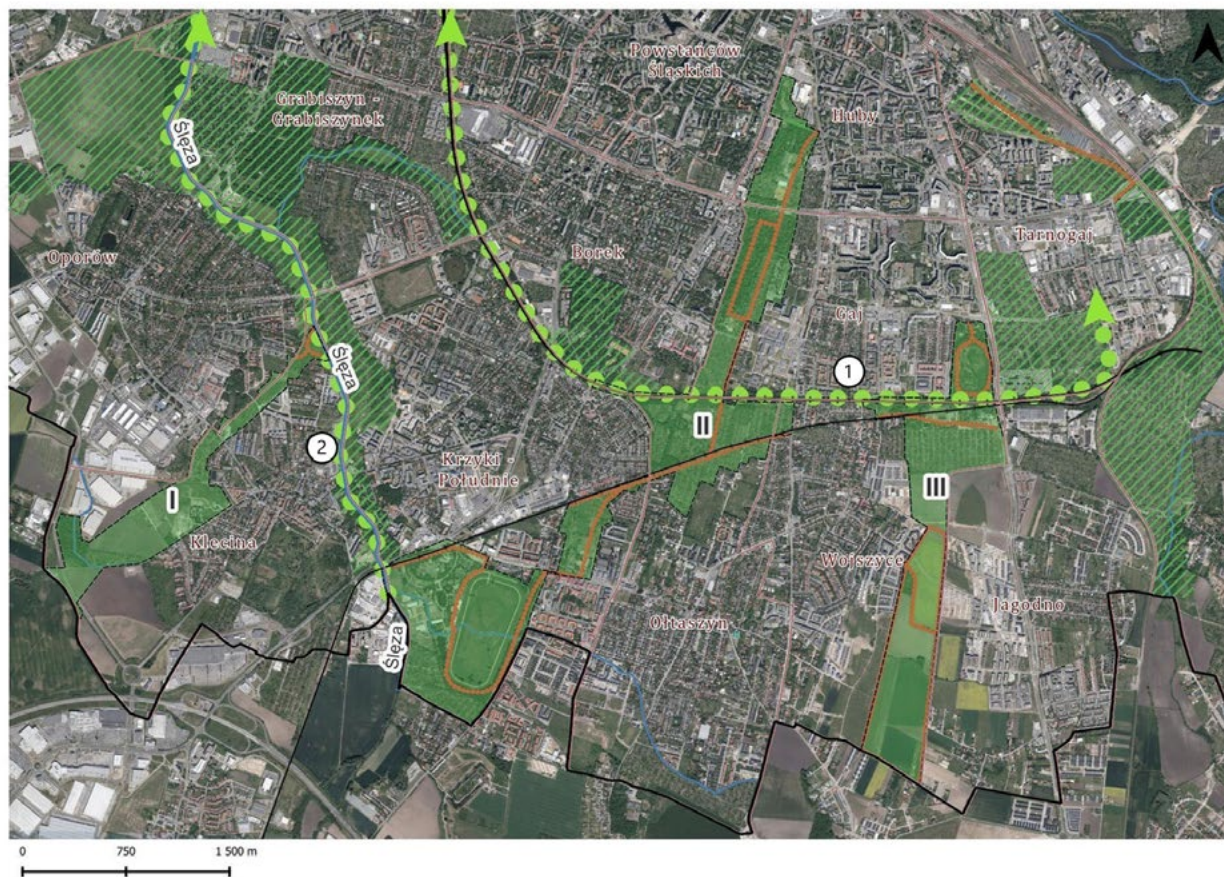 Powstańców
Śląskich
Grabiszyn -
Grabiszynek
Huby
Ślęza
Tarnogaj
Oporów
Borek
Gaj
Ślęza
1
2
II
Krzyki -
Południe
I
III
Klecina
Wojszyce
Jagodno
Ołtaszyn
Ślęza
0 750 1 500 m